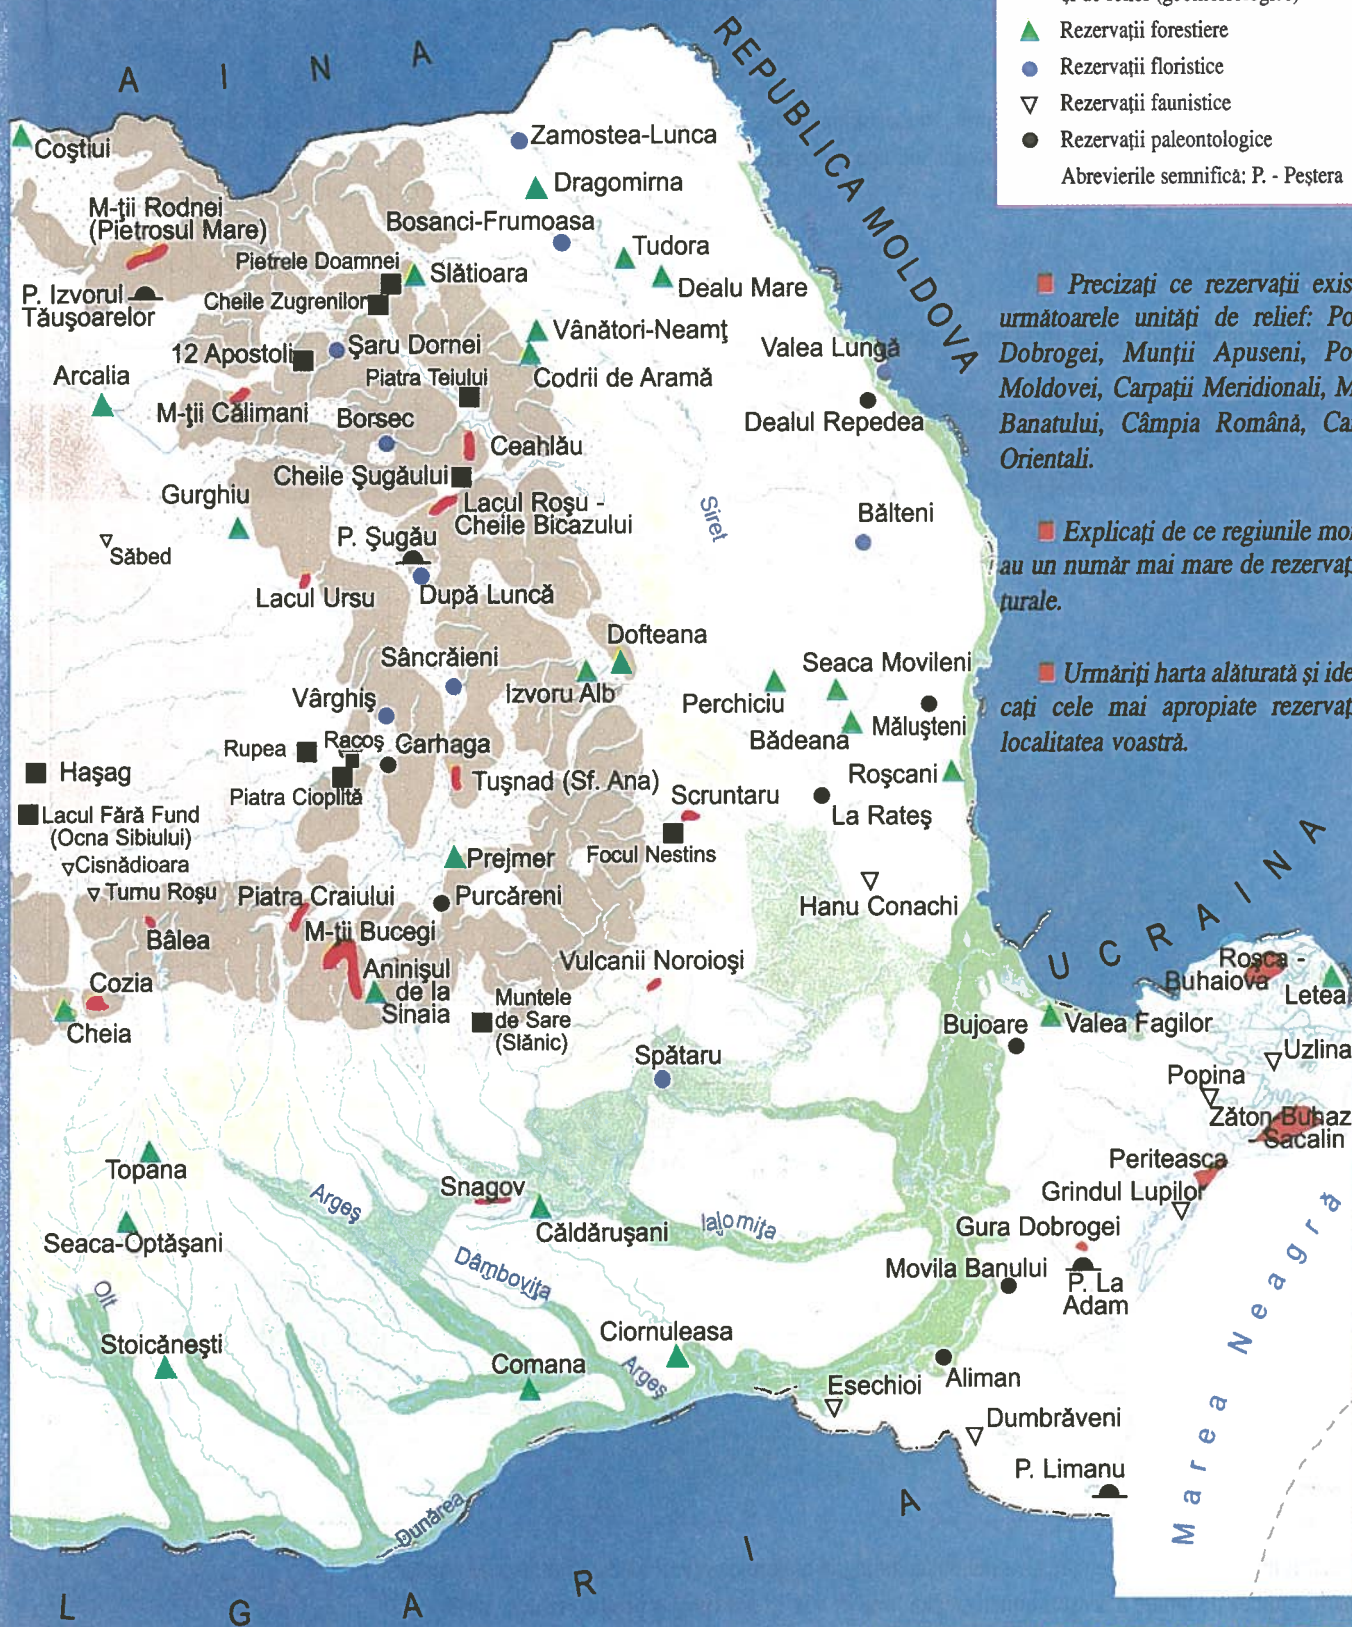 Rezervații forestiere
Rezervații floristice
Rezervații faunistice
Rezervații paleontologice
Abrevierile semnifică: P. - Peștera
A I N A
REPUBLICA MOLDOVA
Coștiui
Zamostea-Lunca
Dragomirna
M-ții Rodnei
(Pietrosul Mare)
Bosanci-Frumoasa
Tudora
Pietrele Doamnei
Slătioara
Dealu Mare
P. Izvorul
Tăușoarelor
Cheile Zugrenilor
Vânători-Neamț
12 Apostoli
Șaru Dornei
Valea Lungă
Arcalia
Piatra Teiului
Codrii de Aramă
M-ții Călimani
Borsec
Dealul Repedea
Ceahlău
Cheile Șugăului
Gurghiu
Lacul Roșu -
Cheile Bicazului
Siret
Bălteni
P. Șugău
Săbed
Lacul Ursu
După Luncă
Dofteana
Sâncrăieni
Izvoru Alb
Seaca Movileni
Vârghiș
Perchiciu
Bădeana
Mălușteni
Rupea
Racoș
Carhaga
Hașag
Tușnad (Sf. Ana)
Roșcani
Piatra Cioplită
Scruntaru
La Rateș
Lacul Fără Fund
(Ocna Sibiului)
Focul Nestins
Cisnădioara
Prejmer
Turnu Roșu
Piatra Craiului
Purcăreni
Hanu Conachi
M-ții Bucegi
Bâlea
UCRAINA
Cozia
Aninișul
de la
Sinaia
Vulcanii Noroioși
Roșca -
Buhaiova
Letea
Cheia
Muntele
de Sare
(Slănic)
Bujoare
Valea Fagilor
Spătaru
Uzlina
Popina
Zăton-Buhaz
- Sacalin
Topana
Periteasca
Argeș
Snagov
Grindul Lupilor
Seaca-Optășani
Căldărușani
Ialomița
Gura Dobrogei
Dâmbovița
Movila Banului
P. La
Adam
Olt
Stoicănești
Ciornuleasa
Comana
Argeș
Esechioi
Aliman
Dumbrăveni
P. Limanu
Marea Neagră
Dunărea
L G A R I A
Precizați ce rezervații
următoarele unități de relief:
Dobrogei, Munții Apuseni,
Moldovei, Carpații Meridionali,
Banatului, Câmpia Română,
Orientali.
Explicați de ce regiunile
au un număr mai mare de
turale.
Urmăriți harta alăturată și
cați cele mai apropiate
localitatea voastră.